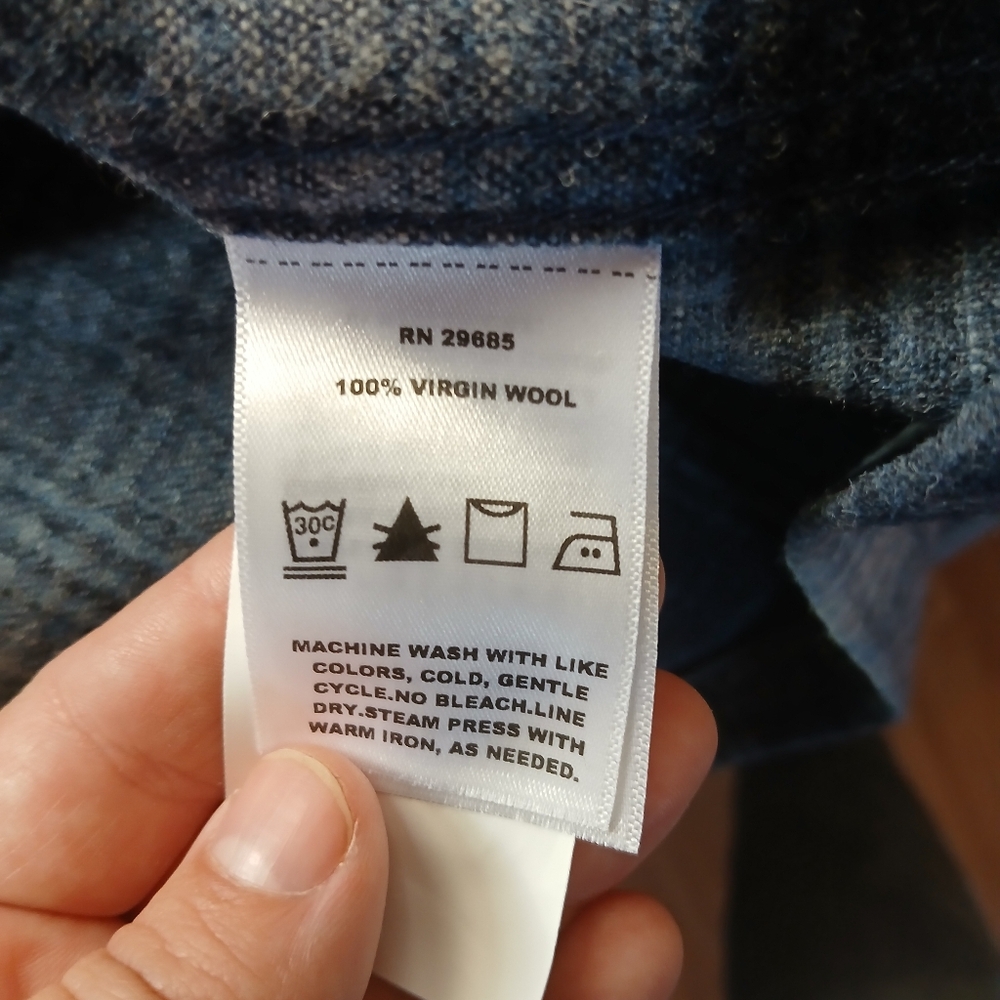 RN 29685
100% VIRGIN WOOL
30C
MACHINE WASH WITH LIKE
COLORS, COLD, GENTLE
CYCLE.NO BLEACH.LINE
DRY.STEAM PRESS WITH
WARM IRON, AS NEEDED.